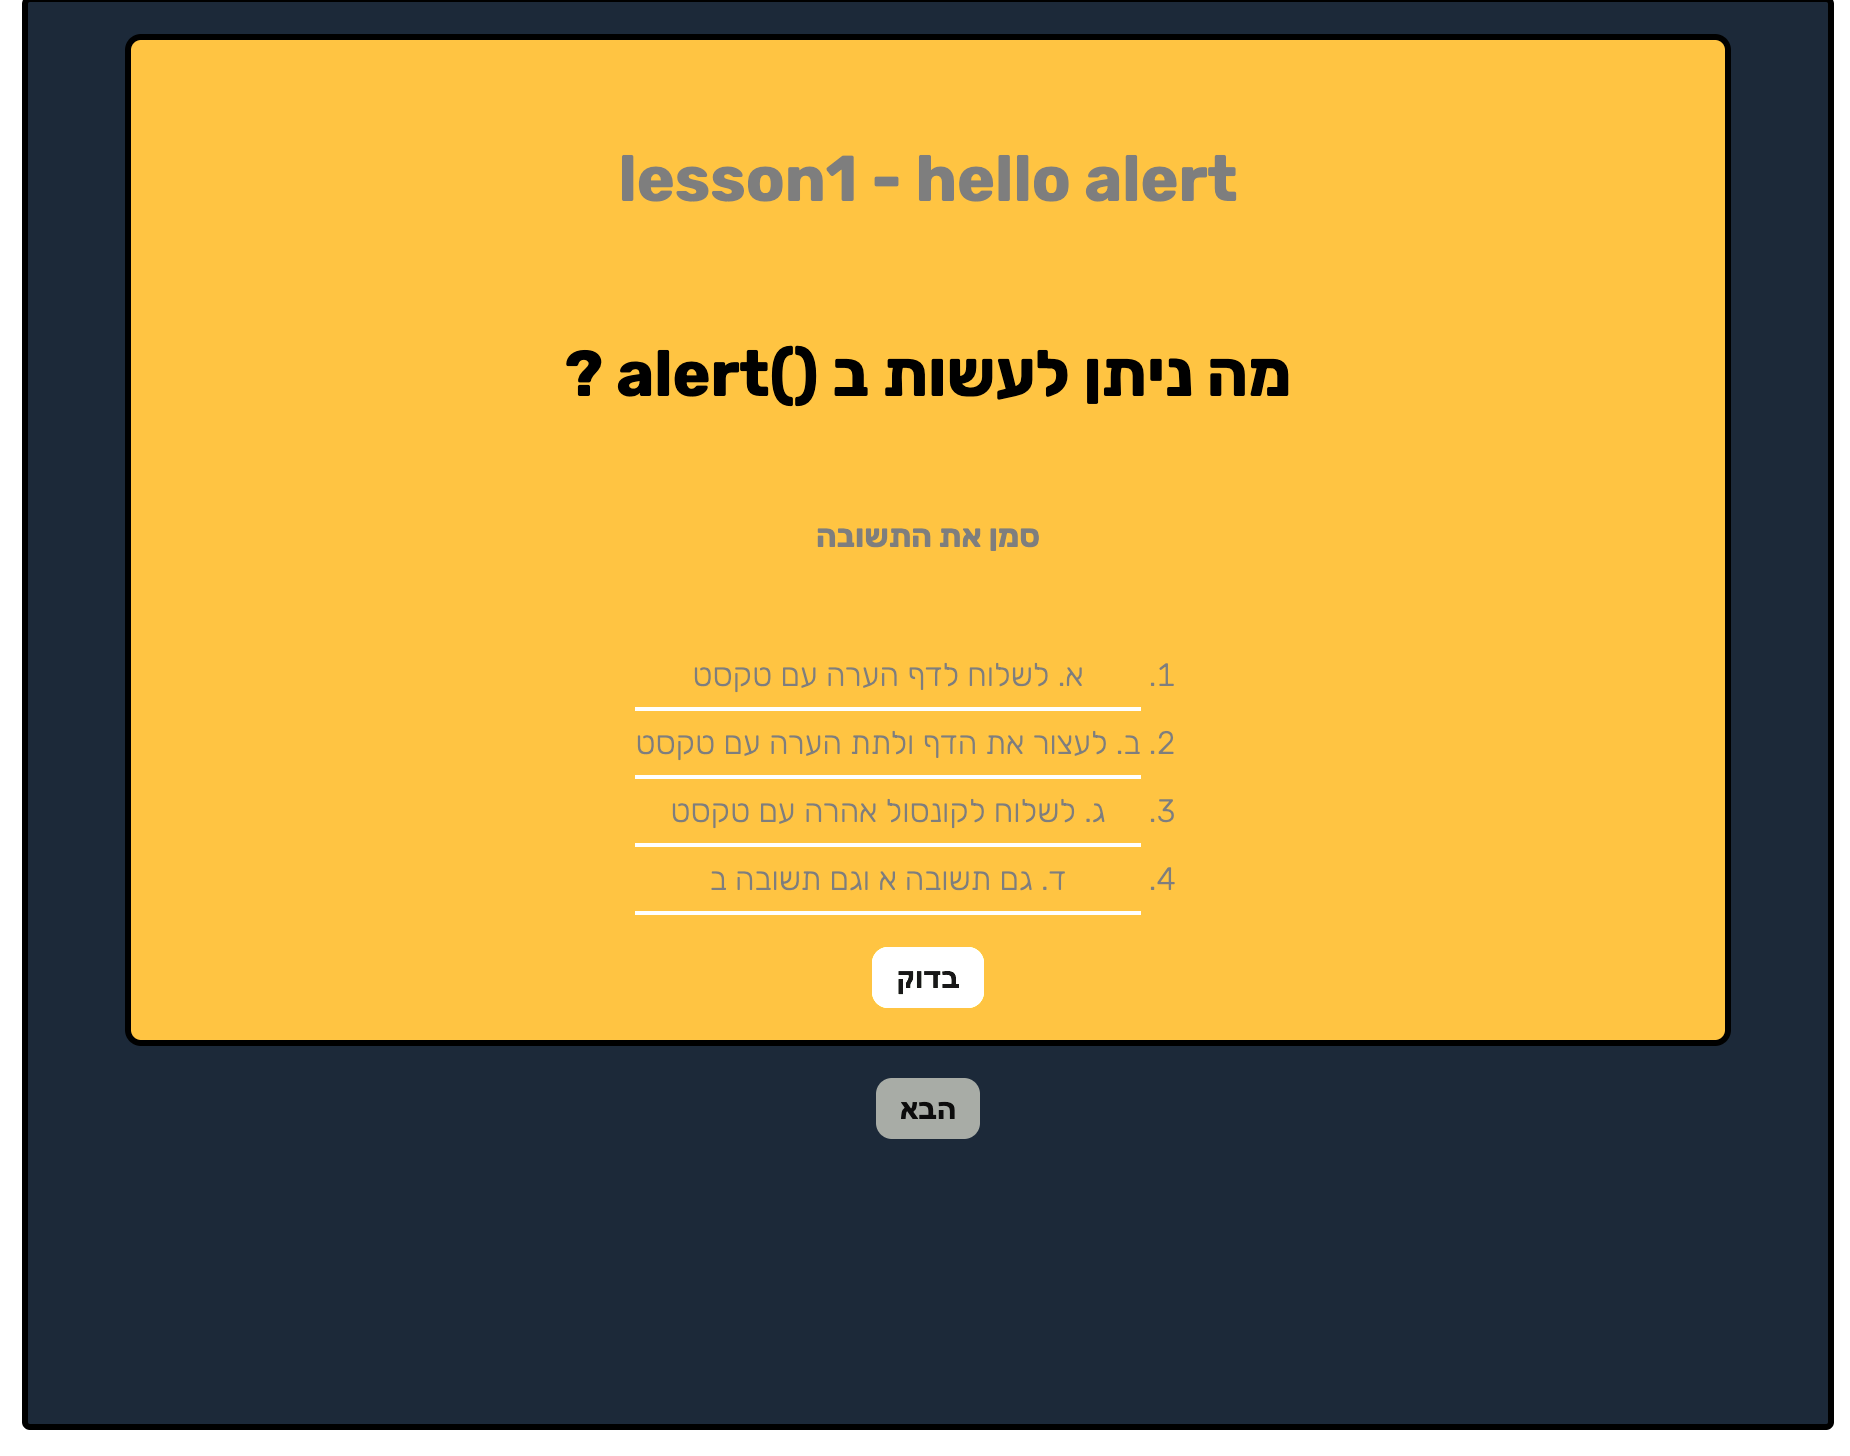 lesson1 - hello alert
מה ניתן לעשות ב alert() ?
סמן את התשובה
1. א. לשלוח לדף הערה עם טקסט
2. ב. לעצור את הדף ולתת הערה עם טקסט
3. ג. לשלוח לקונסול אהרה עם טקסט
4. ד. גם תשובה א וגם תשובה ב
בדוק
הבא